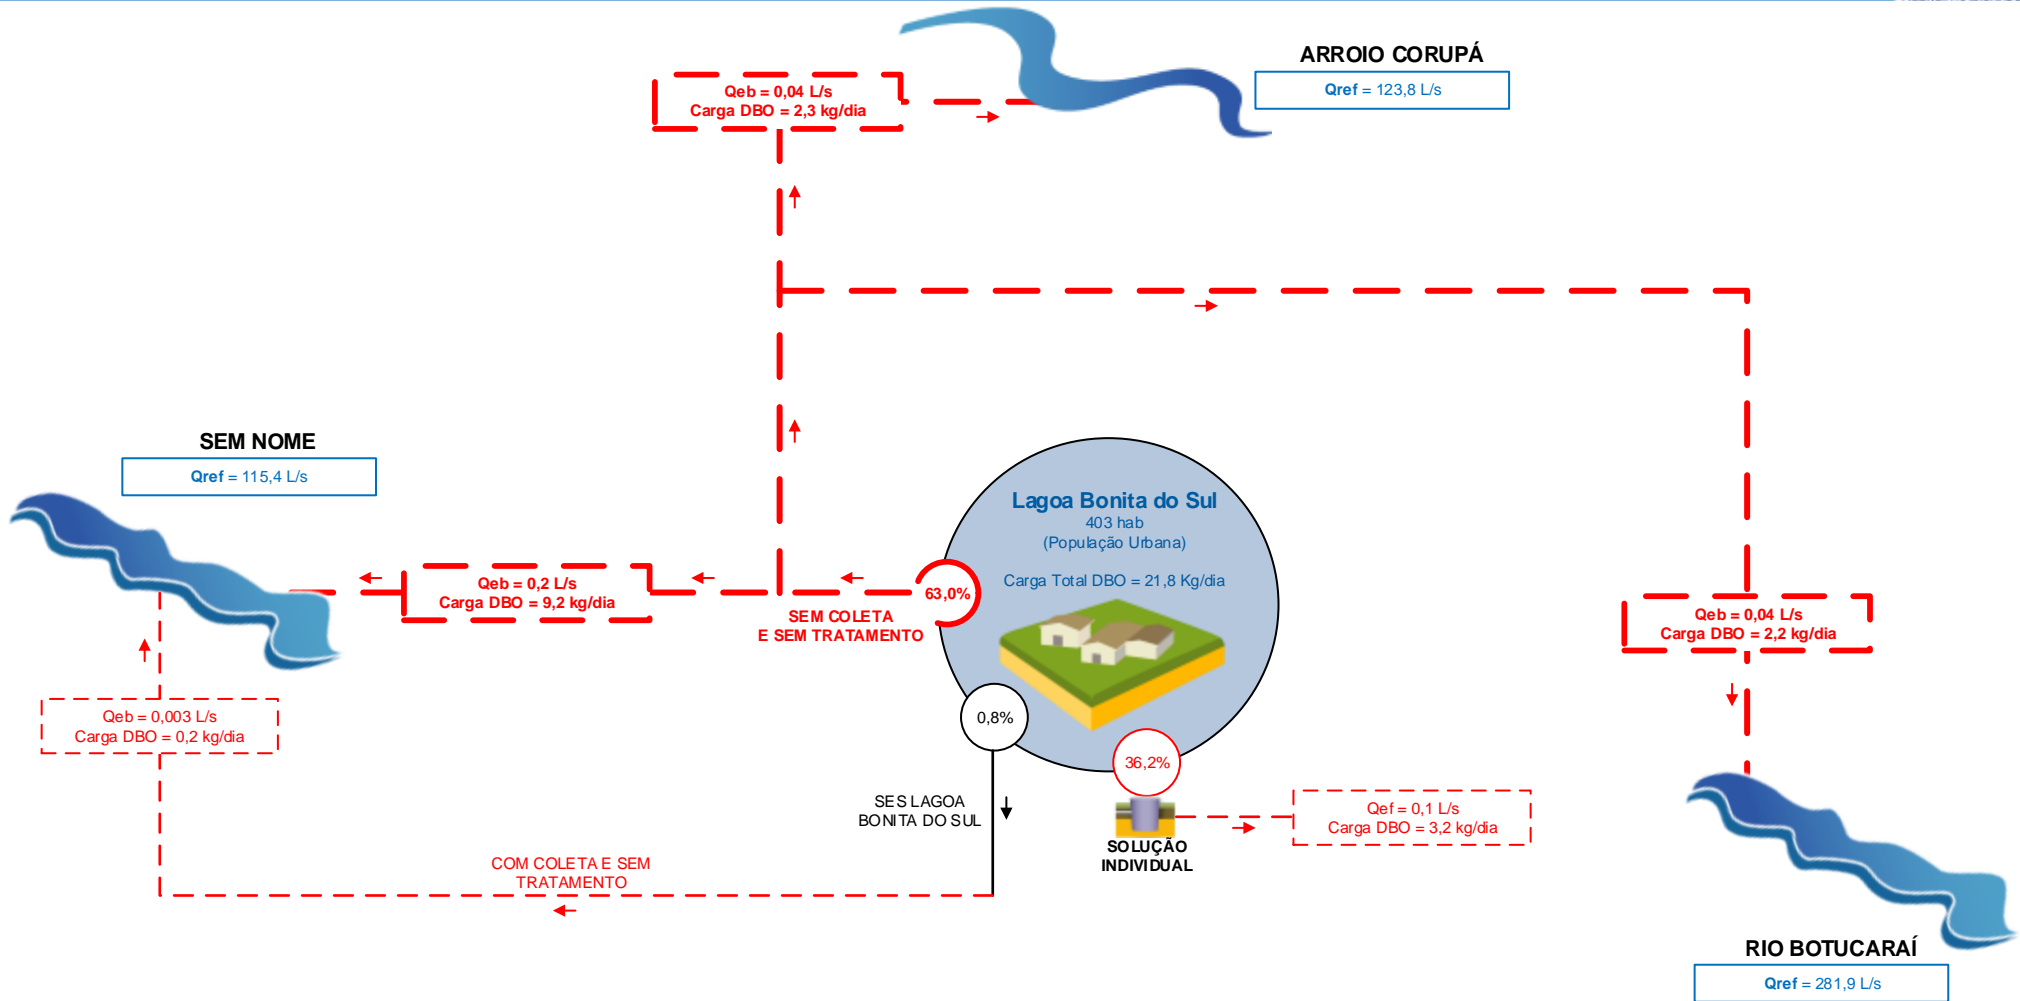 ARROIO CORUPÁ
Qref = 123,8 L/s
Qeb = 0,04 L/s
Carga DBO = 2,3 kg/dia
SEM NOME
Qref = 115,4 L/s
Lagoa Bonita do Sul
403 hab
(População Urbana)
Carga Total DBO = 21,8 Kg/dia
Qeb = 0,2 L/s
Carga DBO = 9,2 kg/dia
63,0%
SEM COLETA
E SEM TRATAMENTO
Qeb = 0,04 L/s
Carga DBO = 2,2 kg/dia
Qeb = 0,003 L/s
Carga DBO = 0,2 kg/dia
0,8%
36,2%
SES LAGOA
BONITA DO SUL
Qef = 0,1 L/s
Carga DBO = 3,2 kg/dia
SOLUÇÃO
INDIVIDUAL
COM COLETA E SEM
TRATAMENTO
RIO BOTUCARAÍ
Qref = 281,9 L/s